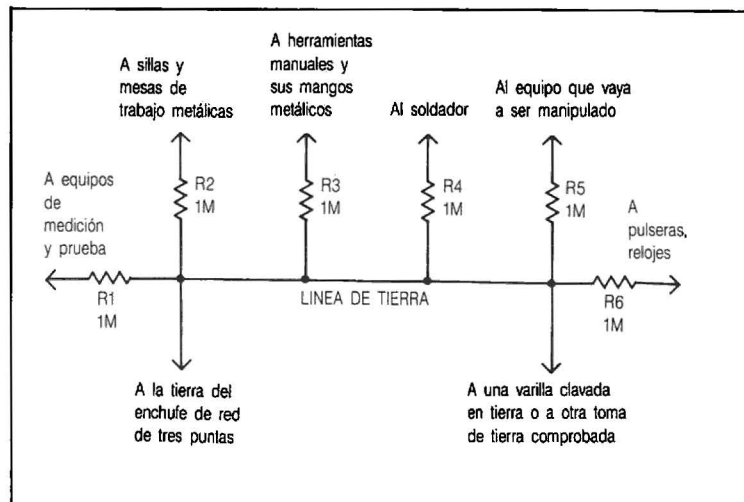 A sillas y
mesas de
trabajo metálicas
A herramientas
manuales y
sus mangos
metálicos
Al soldador
Al equipo que vaya
a ser manipulado
A equipos
de
medición
y prueba
R2
1M
R3
1M
R4
1M
R5
1M
A
pulseras,
relojes
R1
1M
LINEA DE TIERRA
R6
1M
A la tierra del
enchufe de red
de tres puntas
A una varilla clavada
en tierra o a otra toma
de tierra comprobada